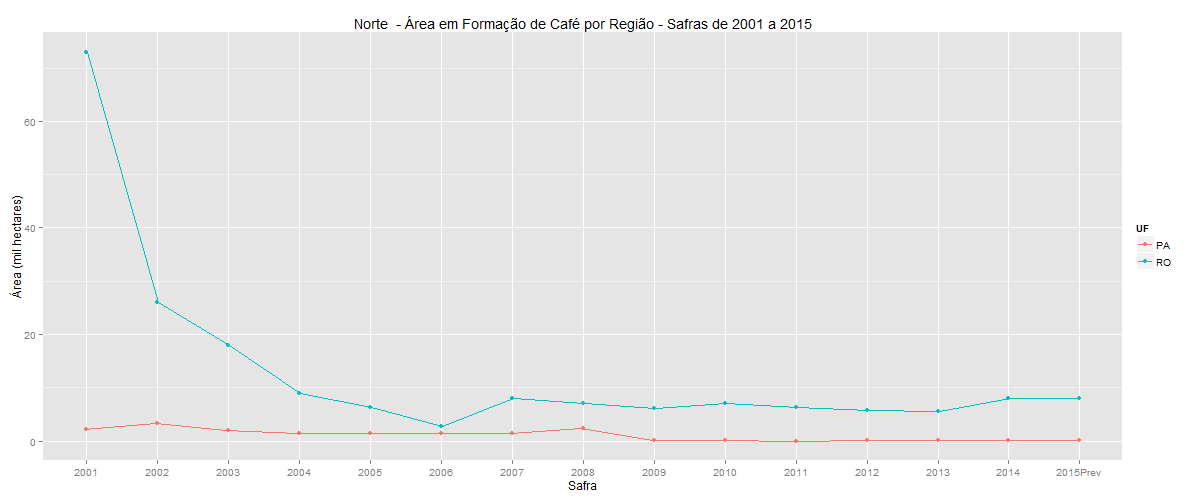 Norte - Área em Formação de Café por Região - Safras de 2001 a 2015
60
40
20
0
Área (mil hectares)
2001 2002 2003 2004 2005 2006 2007 2008 2009 2010 2011 2012 2013 2014 2015Prev
Safra
UF
PA
RO